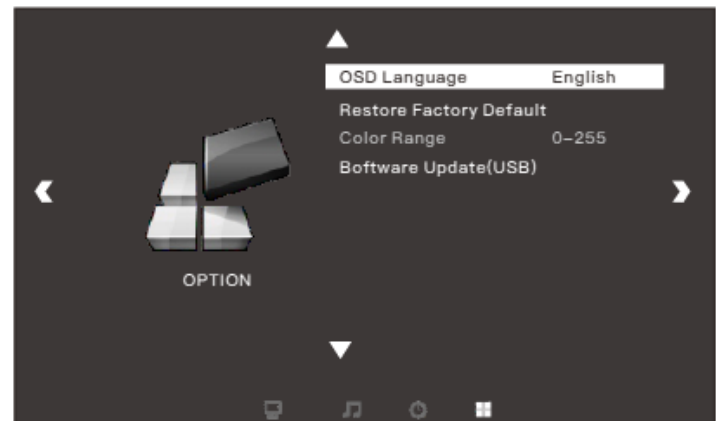 OSD Language English
Restore Factory Default
Color Range 0-255
Boftware Update(USB)
OPTION